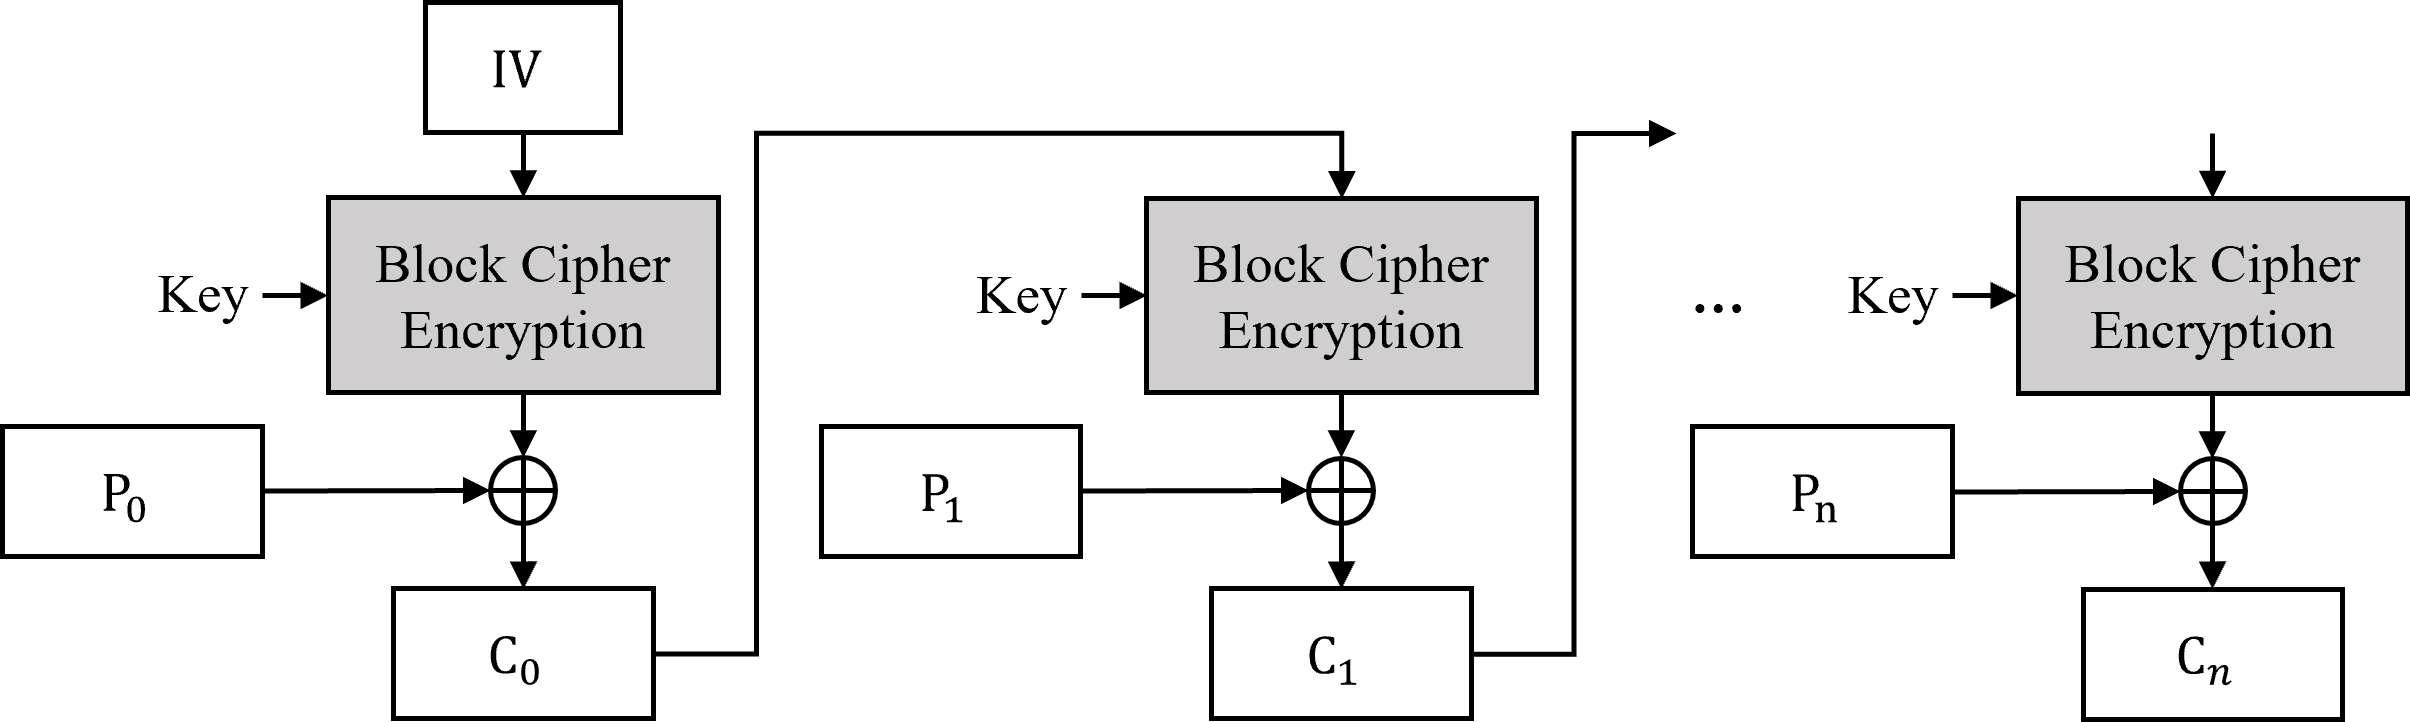 IV
Key
Block Cipher
Encryption
Key
Block Cipher
Encryption
...
Key
Block Cipher
Encryption
P₀
P₁
Pₙ
C₀
C₁
Cₙ